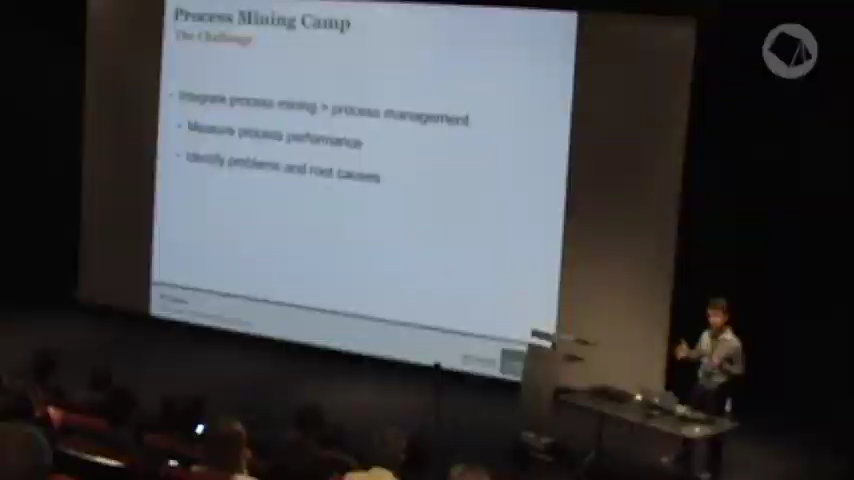 Process Mining Camp
The Challenge
Integrate process mining > process management
Measure process performance
Identify problems and root causes